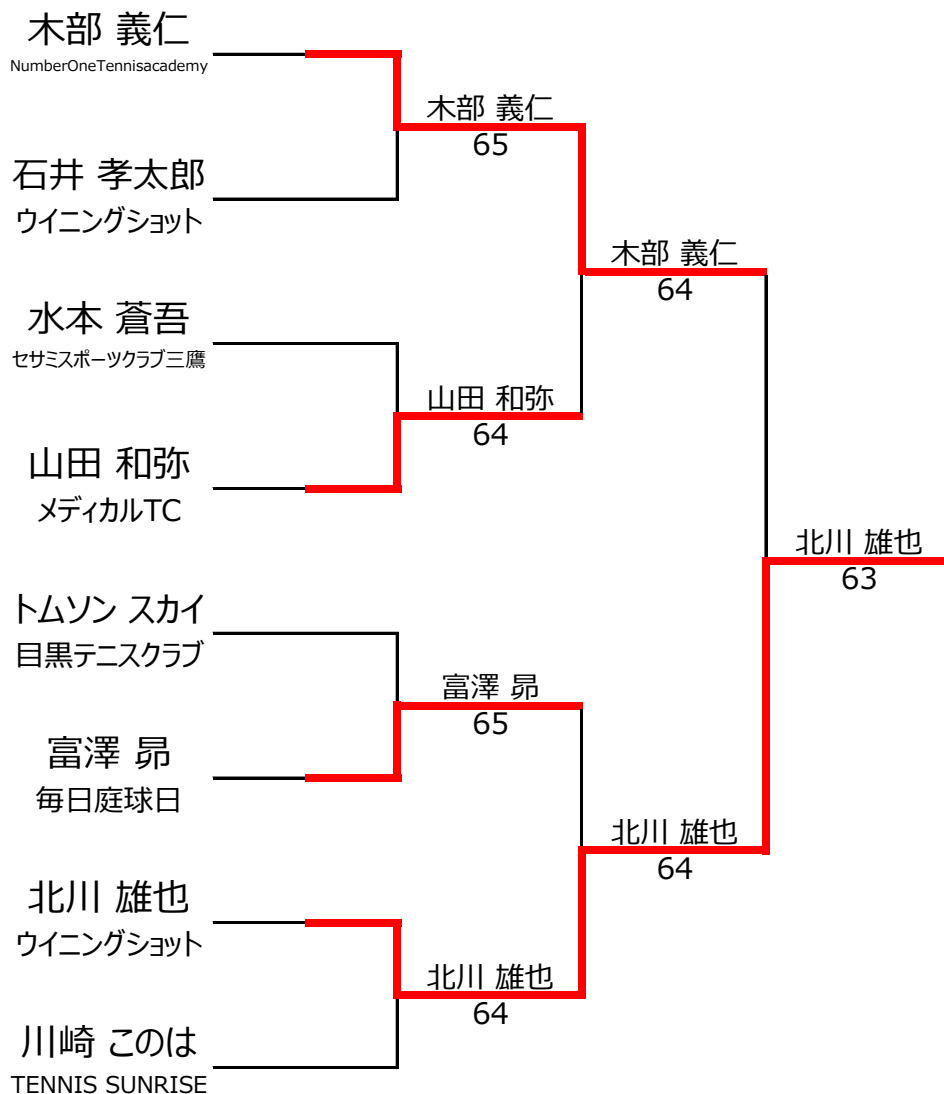 木部 義仁
NumberOneTennisacademy
木部 義仁
65
石井 孝太郎
ウイニングショット
木部 義仁
64
水本 蒼吾
セサミスポーツクラブ三鷹
山田 和弥
64
山田 和弥
メディカルTC
北川 雄也
63
トムソン スカイ
目黒テニスクラブ
富澤 昴
65
富澤 昴
毎日庭球日
北川 雄也
64
北川 雄也
ウイニングショット
北川 雄也
64
川崎 このは
TENNIS SUNRISE